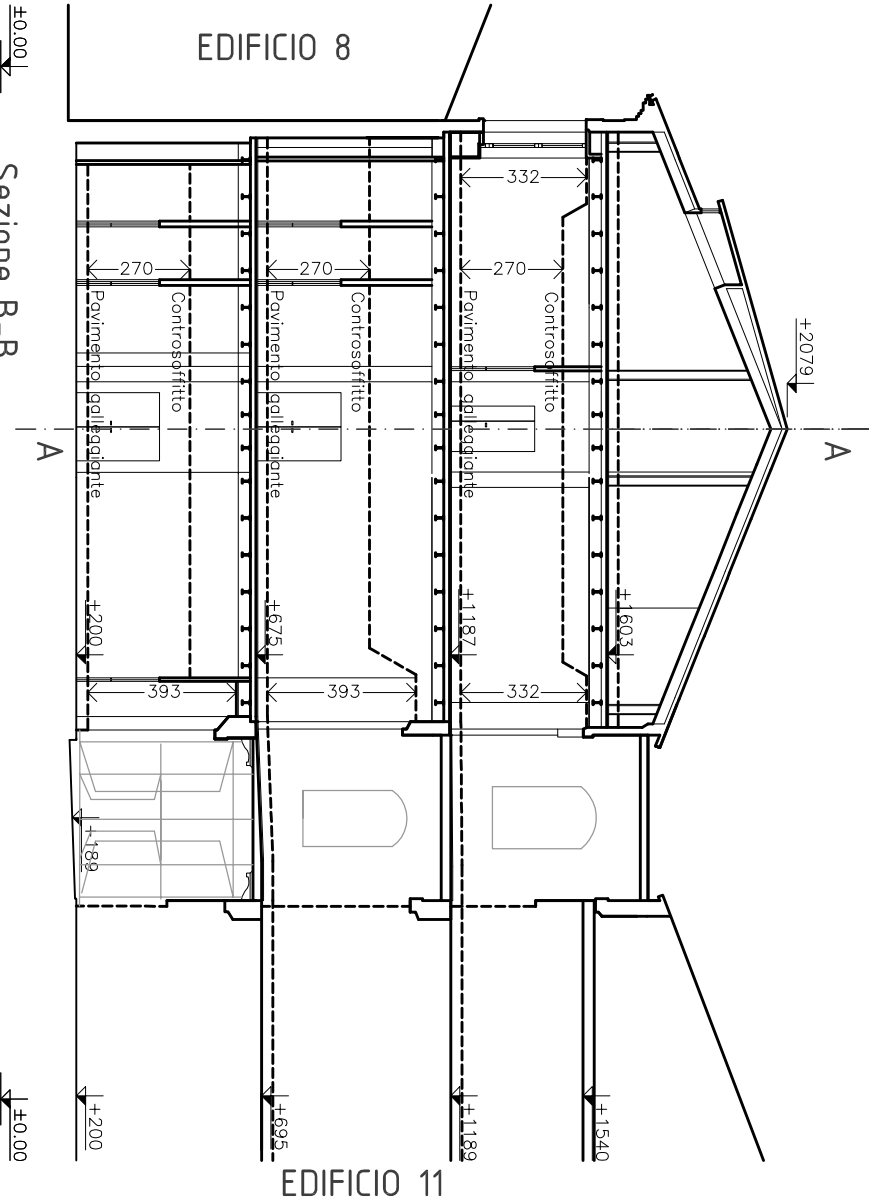 EDIFICIO 8
±0.00
Sezione B-B
332
270
270
270
Pavimento galleggiante
Controsoffitto
Pavimento galleggiante
Controsoffitto
Pavimento galleggiante
Controsoffitto
+2079
A
A
+200
+675
+1187
+1603
393
393
332
+189
+200
+695
+1189
+1540
±0.00
EDIFICIO 11